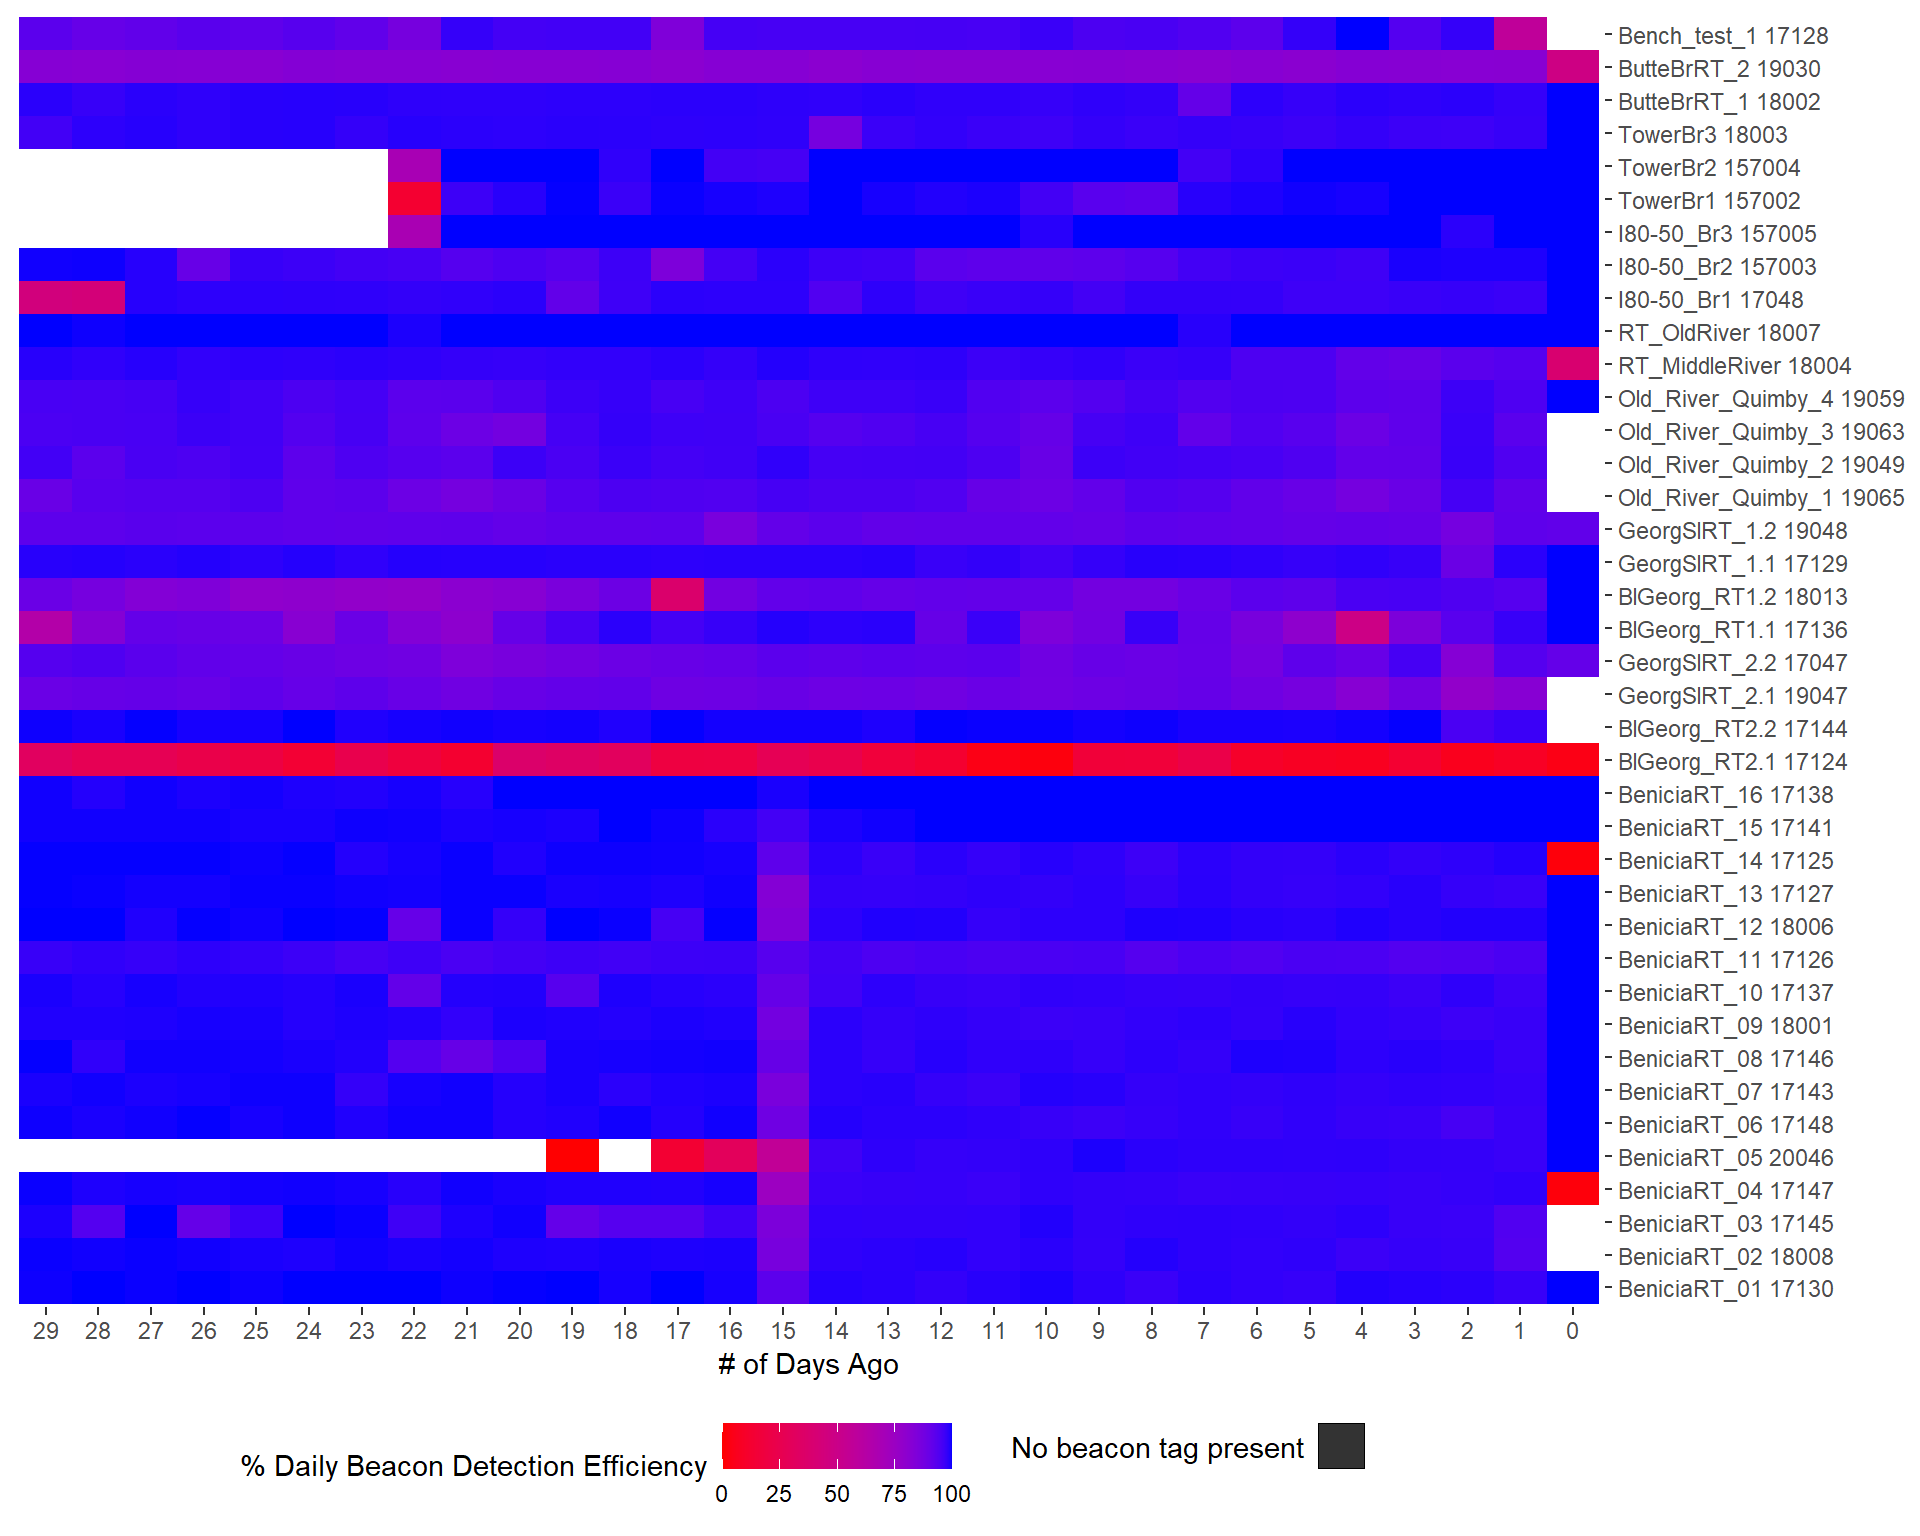 Bench_test_1 17128
ButteBrRT_2 19030
ButteBrRT_1 18002
TowerBr3 18003
TowerBr2 157004
TowerBr1 157002
I80-50_Br3 157005
I80-50_Br2 157003
I80-50_Br1 17048
RT_OldRiver 18007
RT_MiddleRiver 18004
Old_River_Quimby_4 19059
Old_River_Quimby_3 19063
Old_River_Quimby_2 19049
Old_River_Quimby_1 19065
GeorgSlRT_1.2 19048
GeorgSlRT_1.1 17129
BlGeorg_RT1.2 18013
BlGeorg_RT1.1 17136
GeorgSlRT_2.2 17047
GeorgSlRT_2.1 19047
BlGeorg_RT2.2 17144
BlGeorg_RT2.1 17124
BeniciaRT_16 17138
BeniciaRT_15 17141
BeniciaRT_14 17125
BeniciaRT_13 17127
BeniciaRT_12 18006
BeniciaRT_11 17126
BeniciaRT_10 17137
BeniciaRT_09 18001
BeniciaRT_08 17146
BeniciaRT_07 17143
BeniciaRT_06 17148
BeniciaRT_05 20046
BeniciaRT_04 17147
BeniciaRT_03 17145
BeniciaRT_02 18008
BeniciaRT_01 17130
29 28 27 26 25 24 23 22 21 20 19 18 17 16 15 14 13 12 11 10 9 8 7 6 5 4 3 2 1 0
# of Days Ago
% Daily Beacon Detection Efficiency
0 25 50 75 100
No beacon tag present